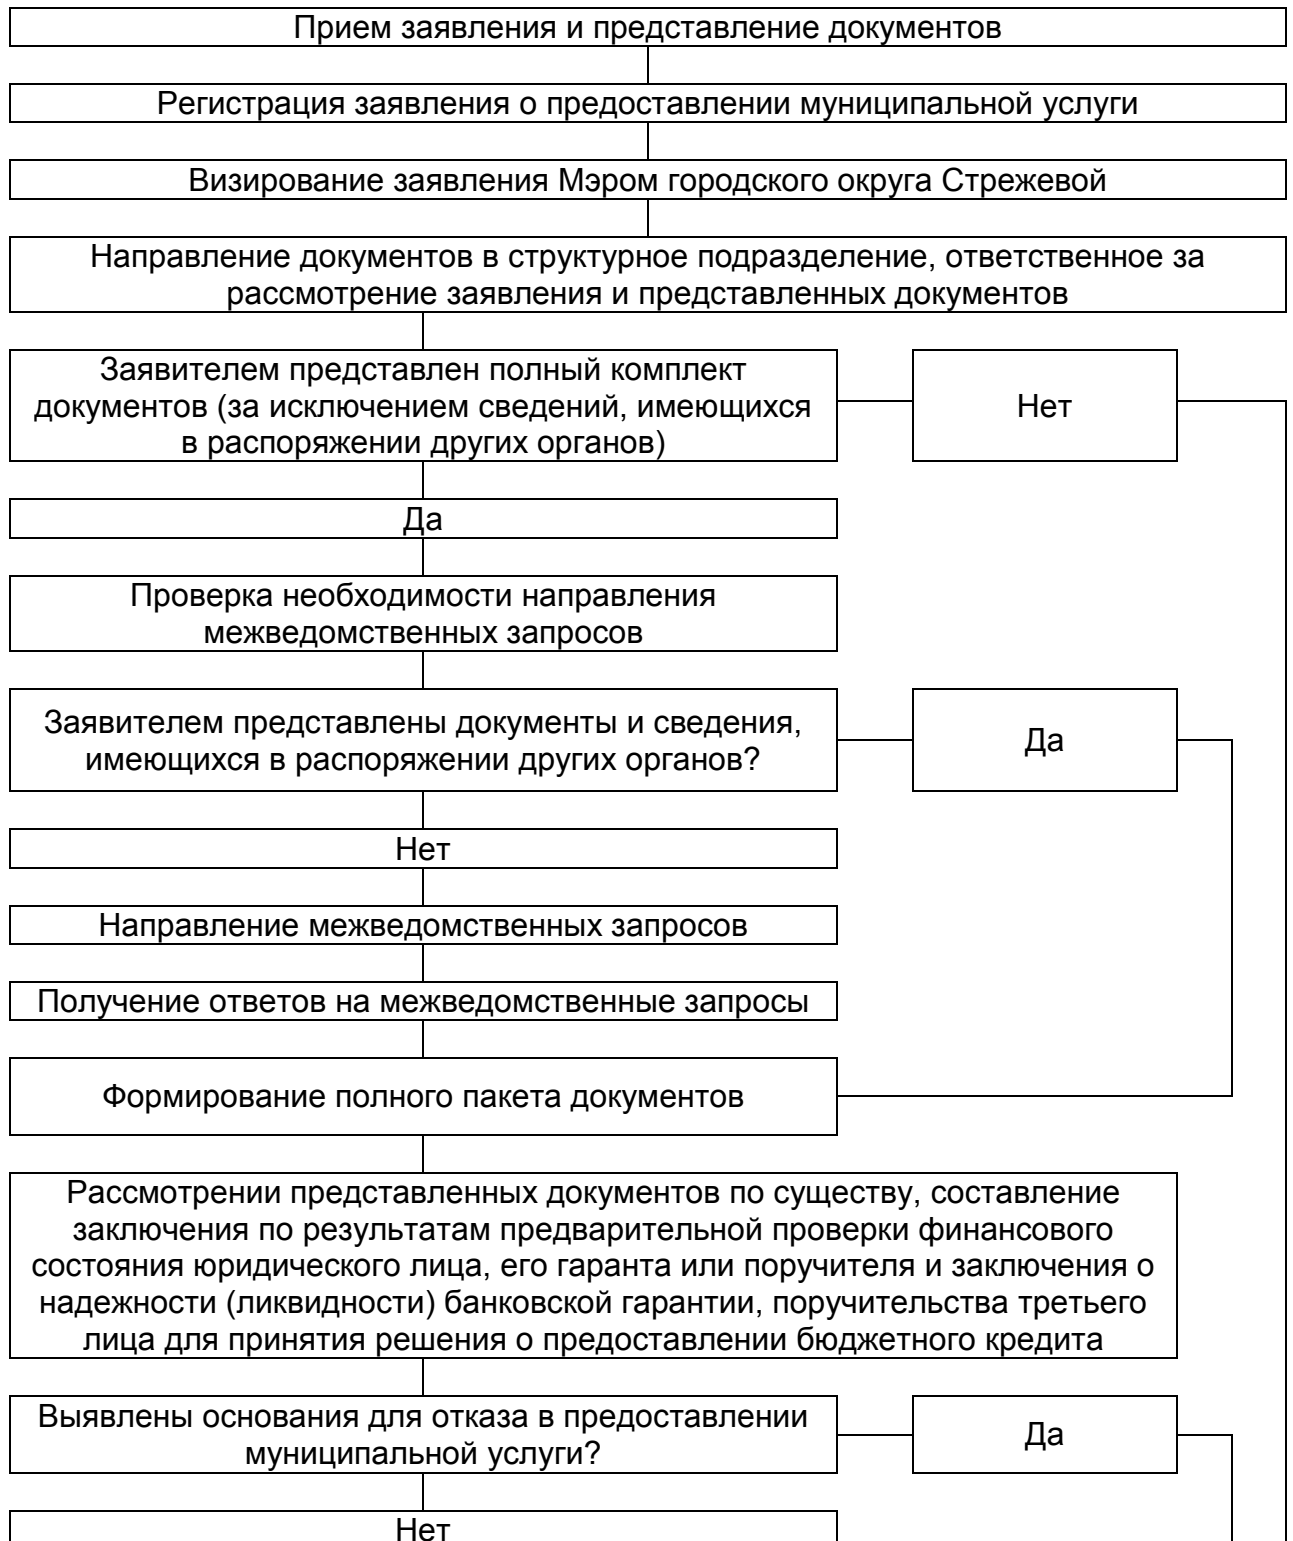 Прием заявления и представление документов
Регистрация заявления о предоставлении муниципальной услуги
Визирование заявления Мэром городского округа Стрежевой
Направление документов в структурное подразделение, ответственное за
рассмотрение заявления и представленных документов
Заявителем представлен полный комплект
документов (за исключением сведений, имеющихся
в распоряжении других органов)
Нет
Да
Проверка необходимости направления
межведомственных запросов
Заявителем представлены документы и сведения,
имеющихся в распоряжении других органов?
Да
Нет
Направление межведомственных запросов
Получение ответов на межведомственные запросы
Формирование полного пакета документов
Рассмотрении представленных документов по существу, составление
заключения по результатам предварительной проверки финансового
состояния юридического лица, его гаранта или поручителя и заключения о
надежности (ликвидности) банковской гарантии, поручительства третьего
лица для принятия решения о предоставлении бюджетного кредита
Выявлены основания для отказа в предоставлении
муниципальной услуги?
Да
Нет